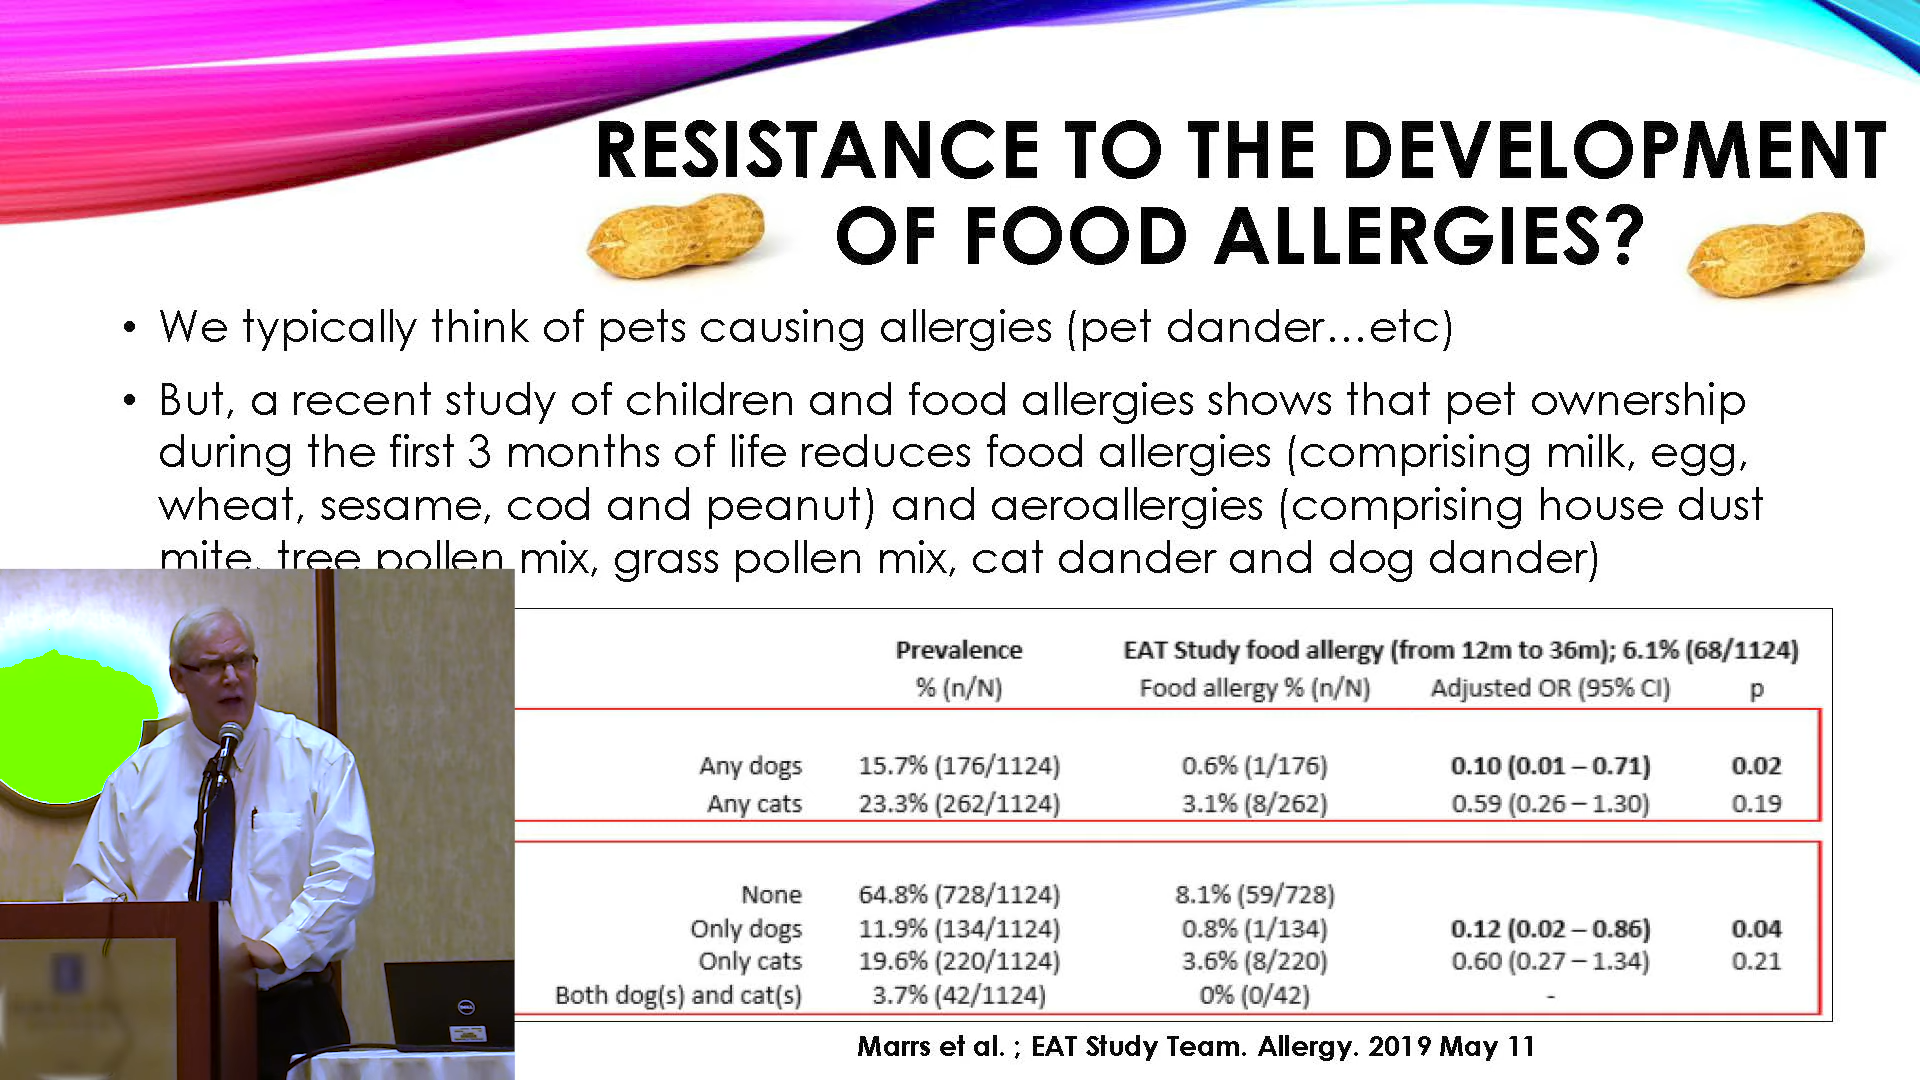 RESISTANCE TO THE DEVELOPMENT
OF FOOD ALLERGIES?
• We typically think of pets causing allergies (pet dander...etc)
• But, a recent study of children and food allergies shows that pet ownership
during the first 3 months of life reduces food allergies (comprising milk, egg,
wheat, sesame, cod and peanut) and aeroallergies (comprising house dust
mite, tree pollen mix, grass pollen mix, cat dander and dog dander)
Prevalence EAT Study food allergy (from 12m to 36m); 6.1% (68/1124)
% (n/N) Food allergy % (n/N) Adjusted OR (95% CI) p
Any dogs 15.7% (176/1124) 0.6% (1/176) 0.10 (0.01 – 0.71) 0.02
Any cats 23.3% (262/1124) 3.1% (8/262) 0.59 (0.26 – 1.30) 0.19
None 64.8% (728/1124) 8.1% (59/728)
Only dogs 11.9% (134/1124) 0.8% (1/134) 0.12 (0.02 – 0.86) 0.04
Only cats 19.6% (220/1124) 3.6% (8/220) 0.60 (0.27 – 1.34) 0.21
Both dog(s) and cat(s) 3.7% (42/1124) 0% (0/42) -
Marrs et al. ; EAT Study Team. Allergy. 2019 May 11
DELL